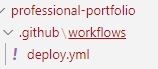 professional-portfolio
.github\workflows
! deploy.yml